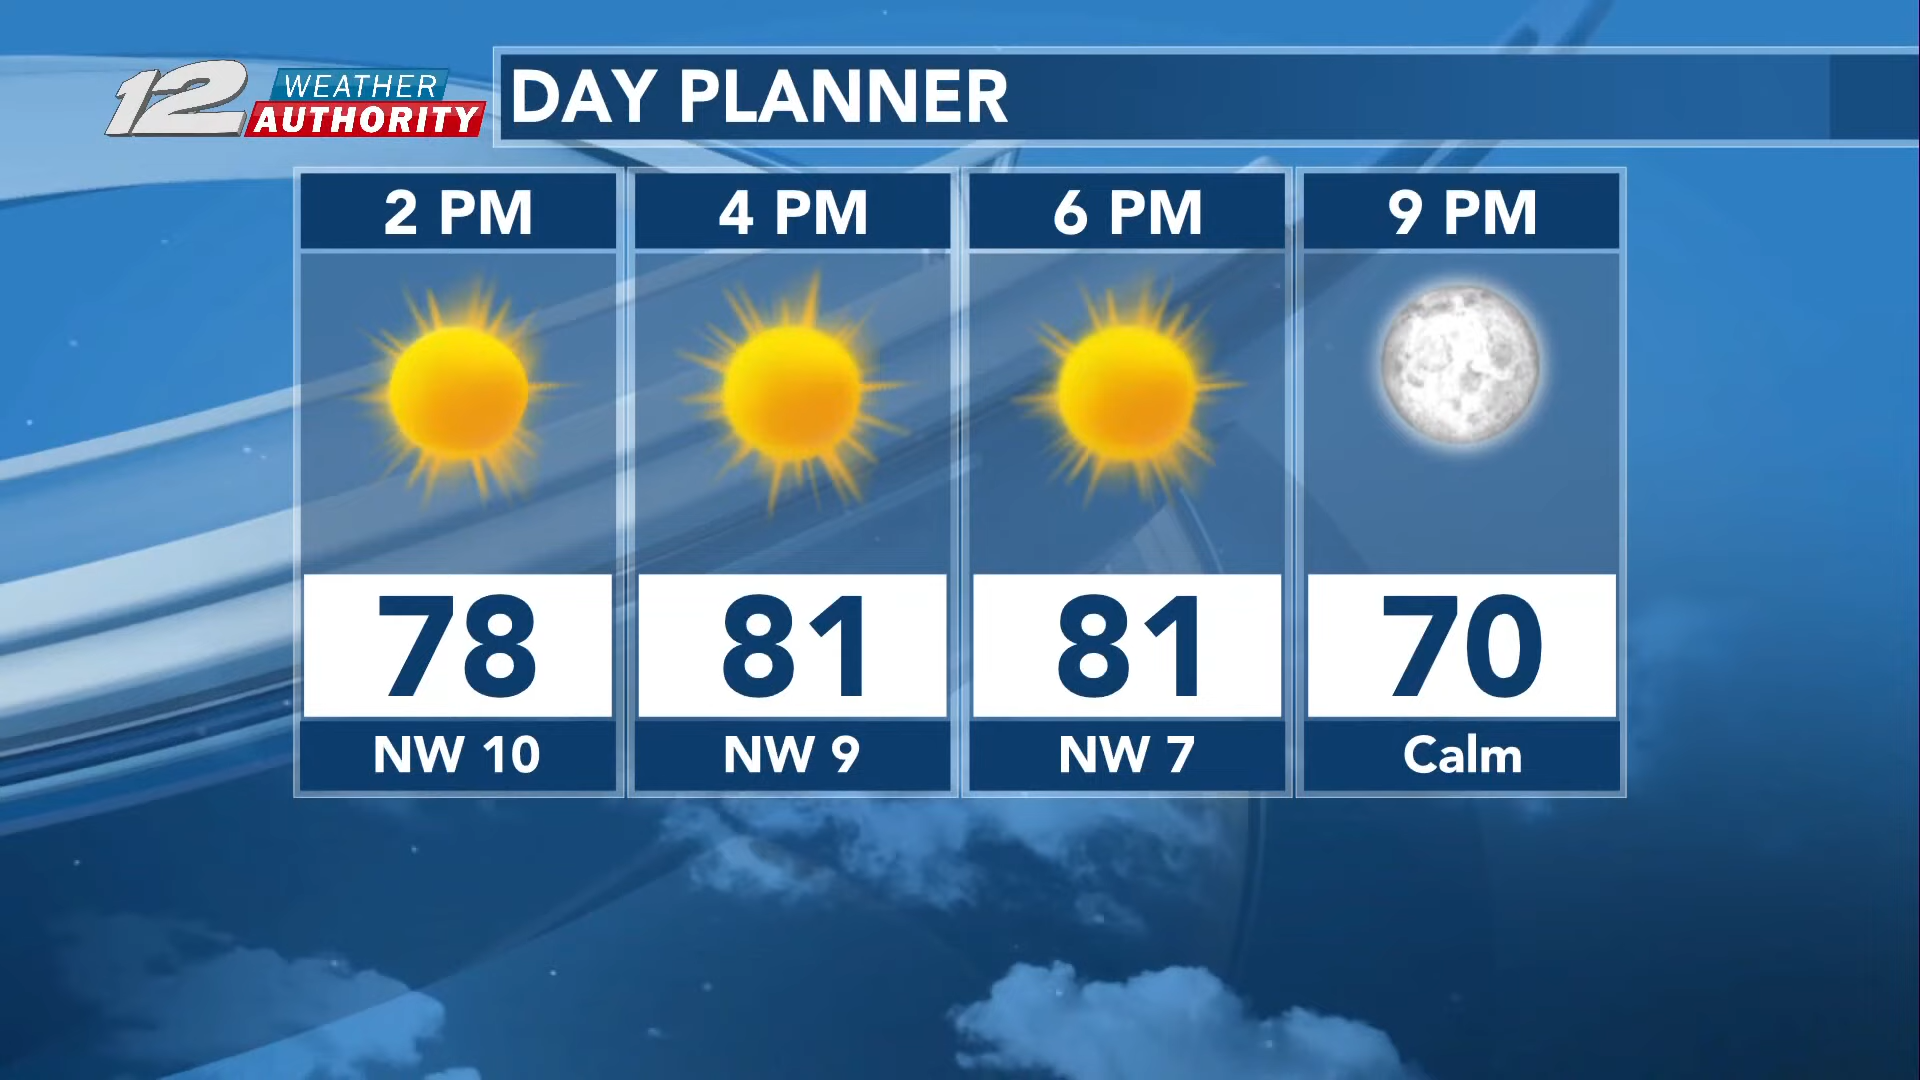 12 WEATHER
AUTHORITY
DAY PLANNER
2 PM
4 PM
6 PM
9 PM
78
81
81
70
NW 10
NW 9
NW 7
Calm